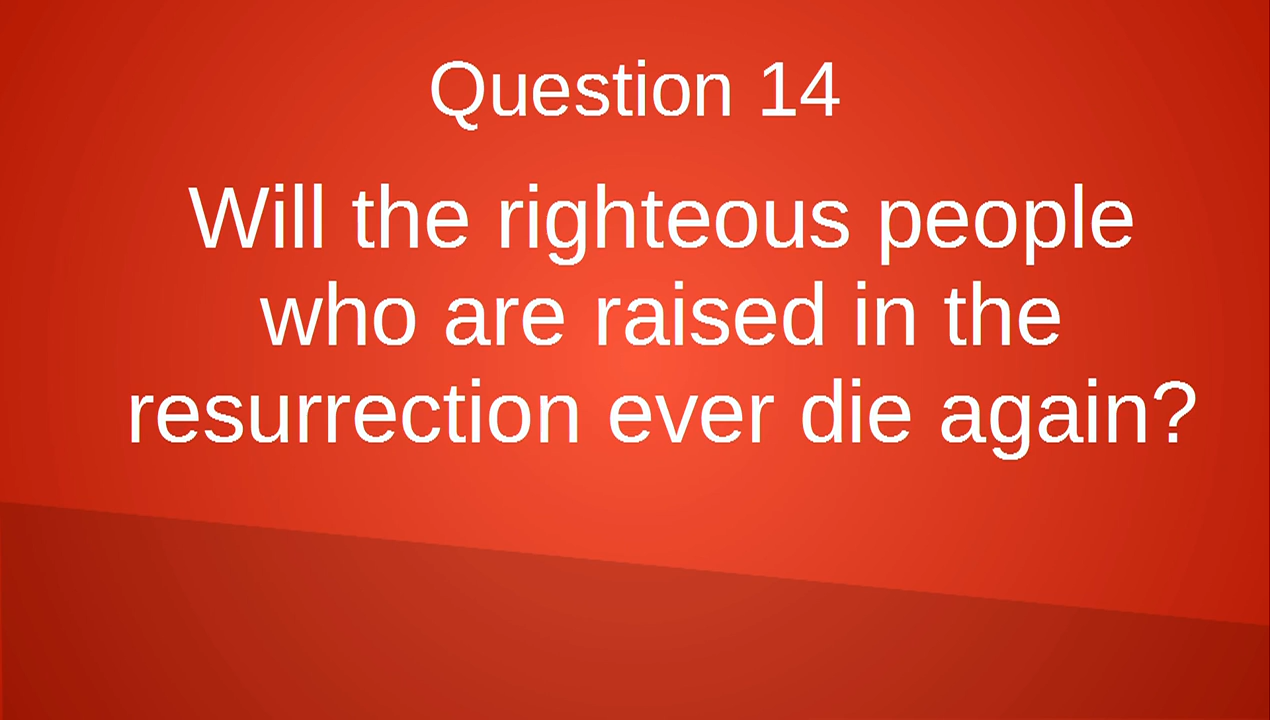 Question 14
Will the righteous people
who are raised in the
resurrection ever die again?